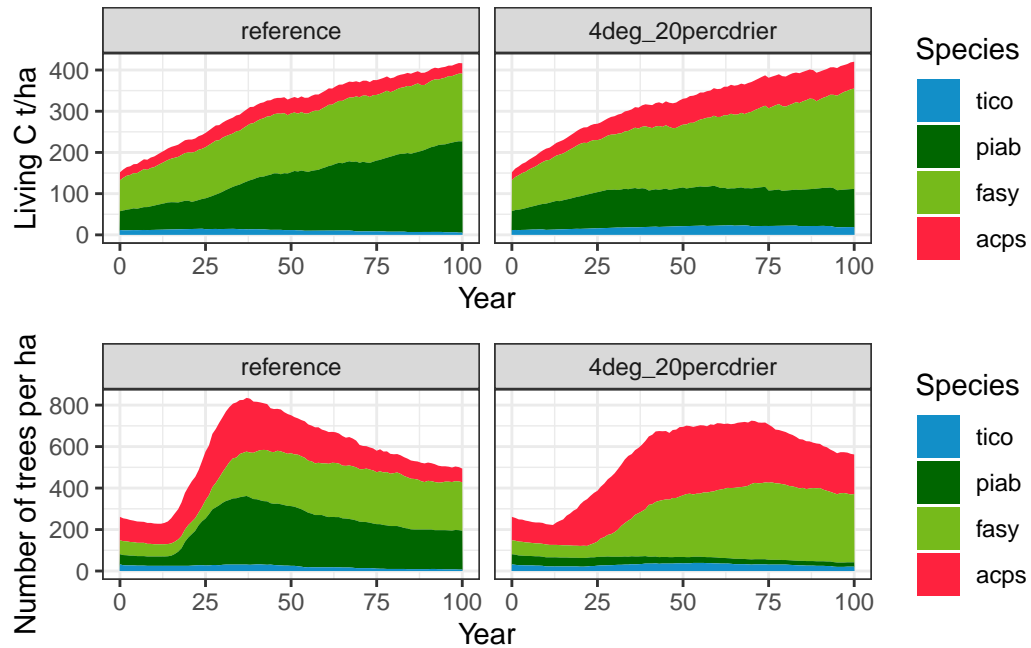 reference
4deg_20percdrier
Living C t/ha
400
300
200
100
0
0 25 50 75 100
0 25 50 75 100
Year
Species
tico
piab
fasy
acps
reference
4deg_20percdrier
Number of trees per ha
800
600
400
200
0
0 25 50 75 100
0 25 50 75 100
Year
Species
tico
piab
fasy
acps